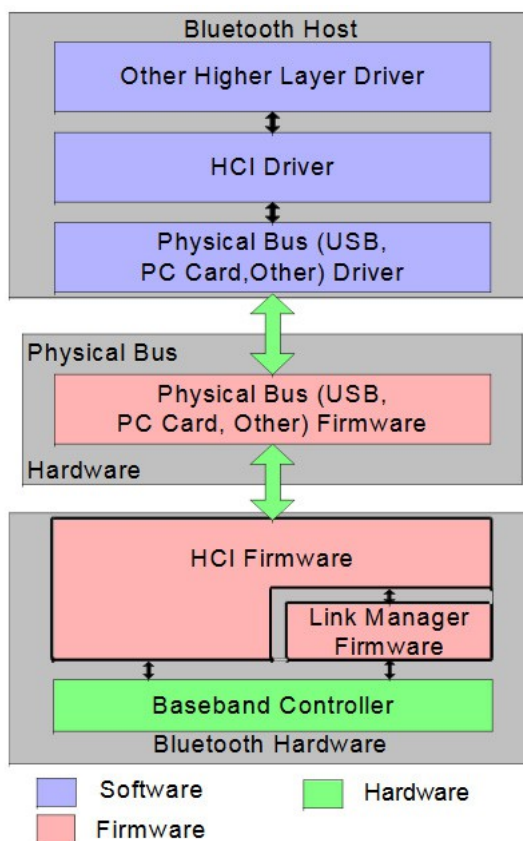 Bluetooth Host
Other Higher Layer Driver
HCI Driver
Physical Bus (USB,
PC Card,Other) Driver
Physical Bus
Physical Bus (USB,
PC Card, Other) Firmware
Hardware
HCI Firmware
Link Manager
Firmware
Baseband Controller
Bluetooth Hardware
Software
Hardware
Firmware